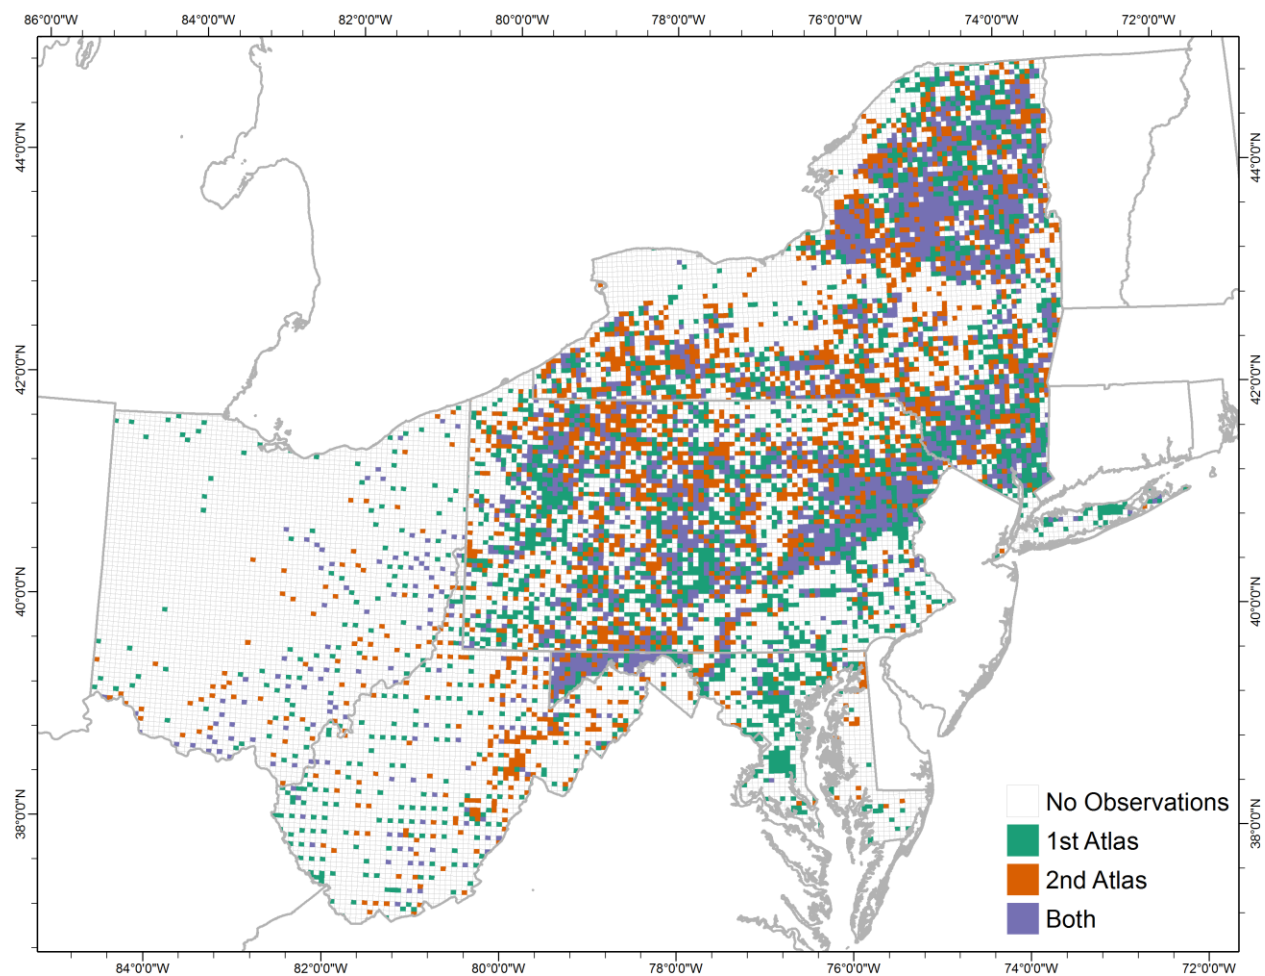 86°0'0"W 84°0'0"W 82°0'0"W 80°0'0"W 78°0'0"W 76°0'0"W 74°0'0"W 72°0'0"W
44°0'0"N 44°0'0"N
42°0'0"N 42°0'0"N
40°0'0"N 40°0'0"N
38°0'0"N 38°0'0"N
No Observations
1st Atlas
2nd Atlas
Both
84°0'0"W 82°0'0"W 80°0'0"W 78°0'0"W 76°0'0"W 74°0'0"W 72°0'0"W